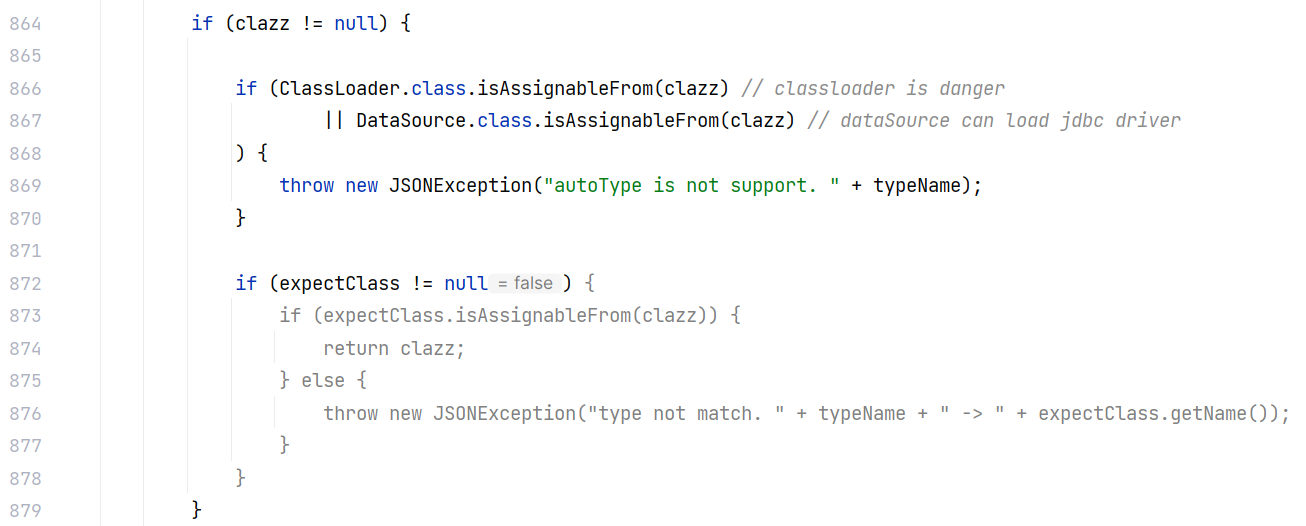 864 if (clazz != null) {
865
866 if (ClassLoader.class.isAssignableFrom(clazz) // classloader is danger
867 || DataSource.class.isAssignableFrom(clazz) // dataSource can load jdbc driver
868 ) {
869 throw new JSONException("autoType is not support. " + typeName);
870 }
871
872 if (expectClass != null = false ) {
873 if (expectClass.isAssignableFrom(clazz)) {
874 return clazz;
875 } else {
876 throw new JSONException("type not match. " + typeName + " -> " + expectClass.getName());
877 }
878 }
879 }